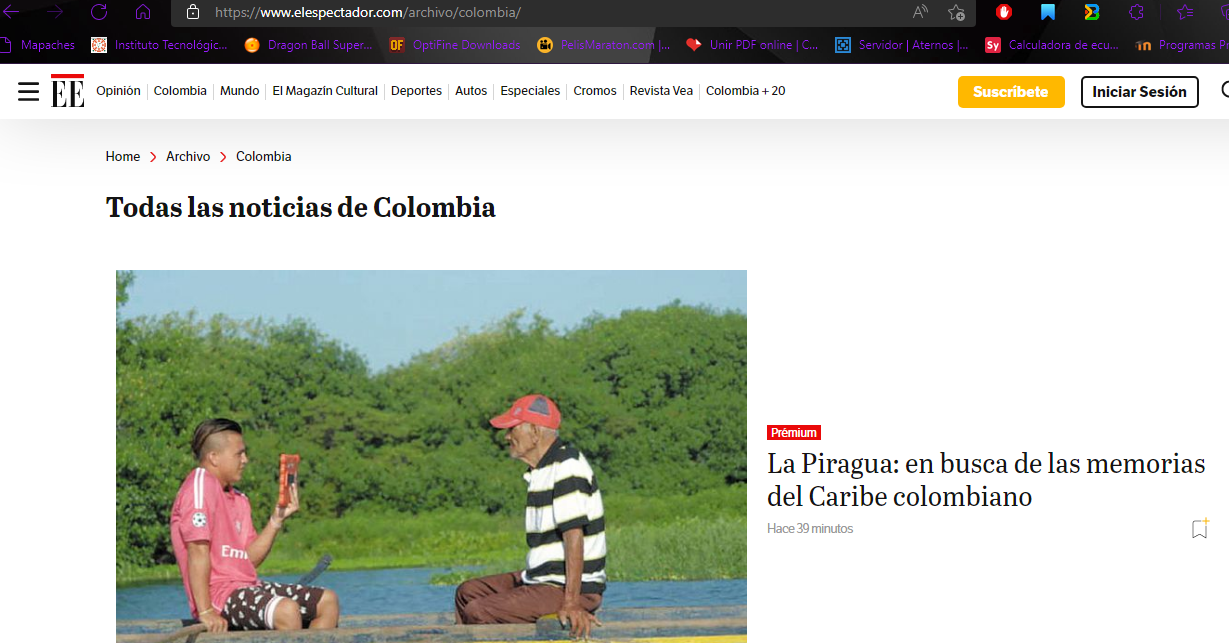 https://www.elespectador.com/archivo/colombia/
Mapaches
Instituto Tecnológic...
Dragon Ball Super...
OF
OptiFine Downloads
PelisMaraton.com |...
Unir PDF online | C...
Servidor | Aternos |...
Sy
Calculadora de ecu...
Programas Pr
EE
Opinión
Colombia
Mundo
El Magazín Cultural
Deportes
Autos
Especiales
Cromos
Revista Vea
Colombia + 20
Suscríbete
Iniciar Sesión
Home > Archivo > Colombia
Todas las noticias de Colombia
Prémium
La Piragua: en busca de las memorias
del Caribe colombiano
Hace 39 minutos